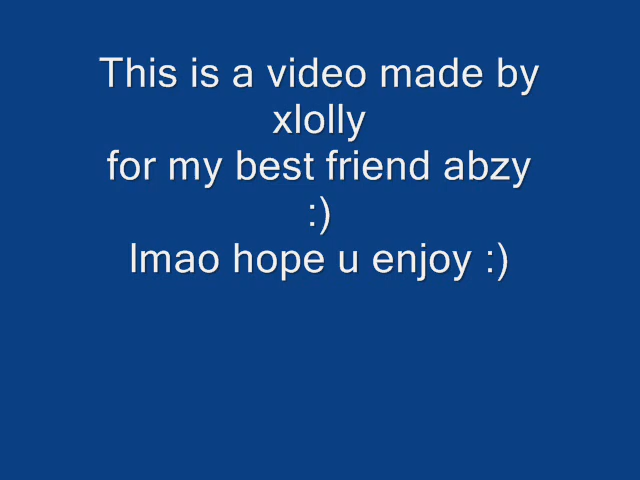 This is a video made by
xlolly
for my best friend abzy
:)
lmao hope u enjoy :)